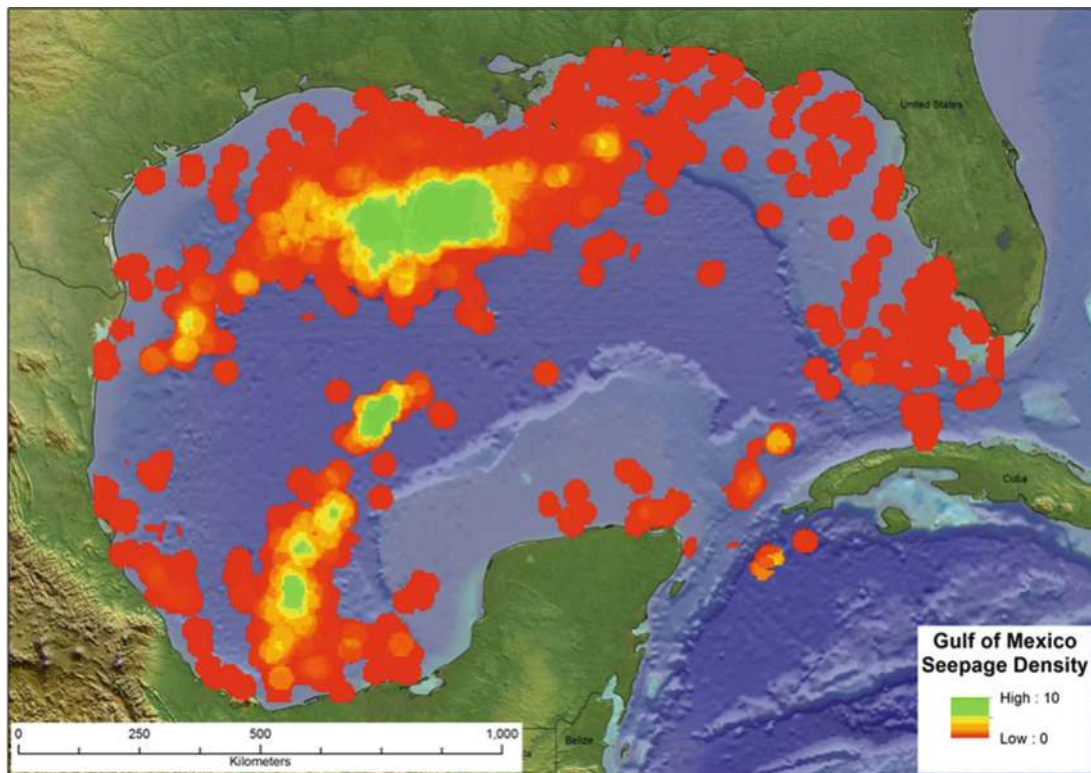 United States
Cuba
Gulf of Mexico
Seepage Density
High : 10
Low : 0
0 250 500 1,000
Kilometers
Belize